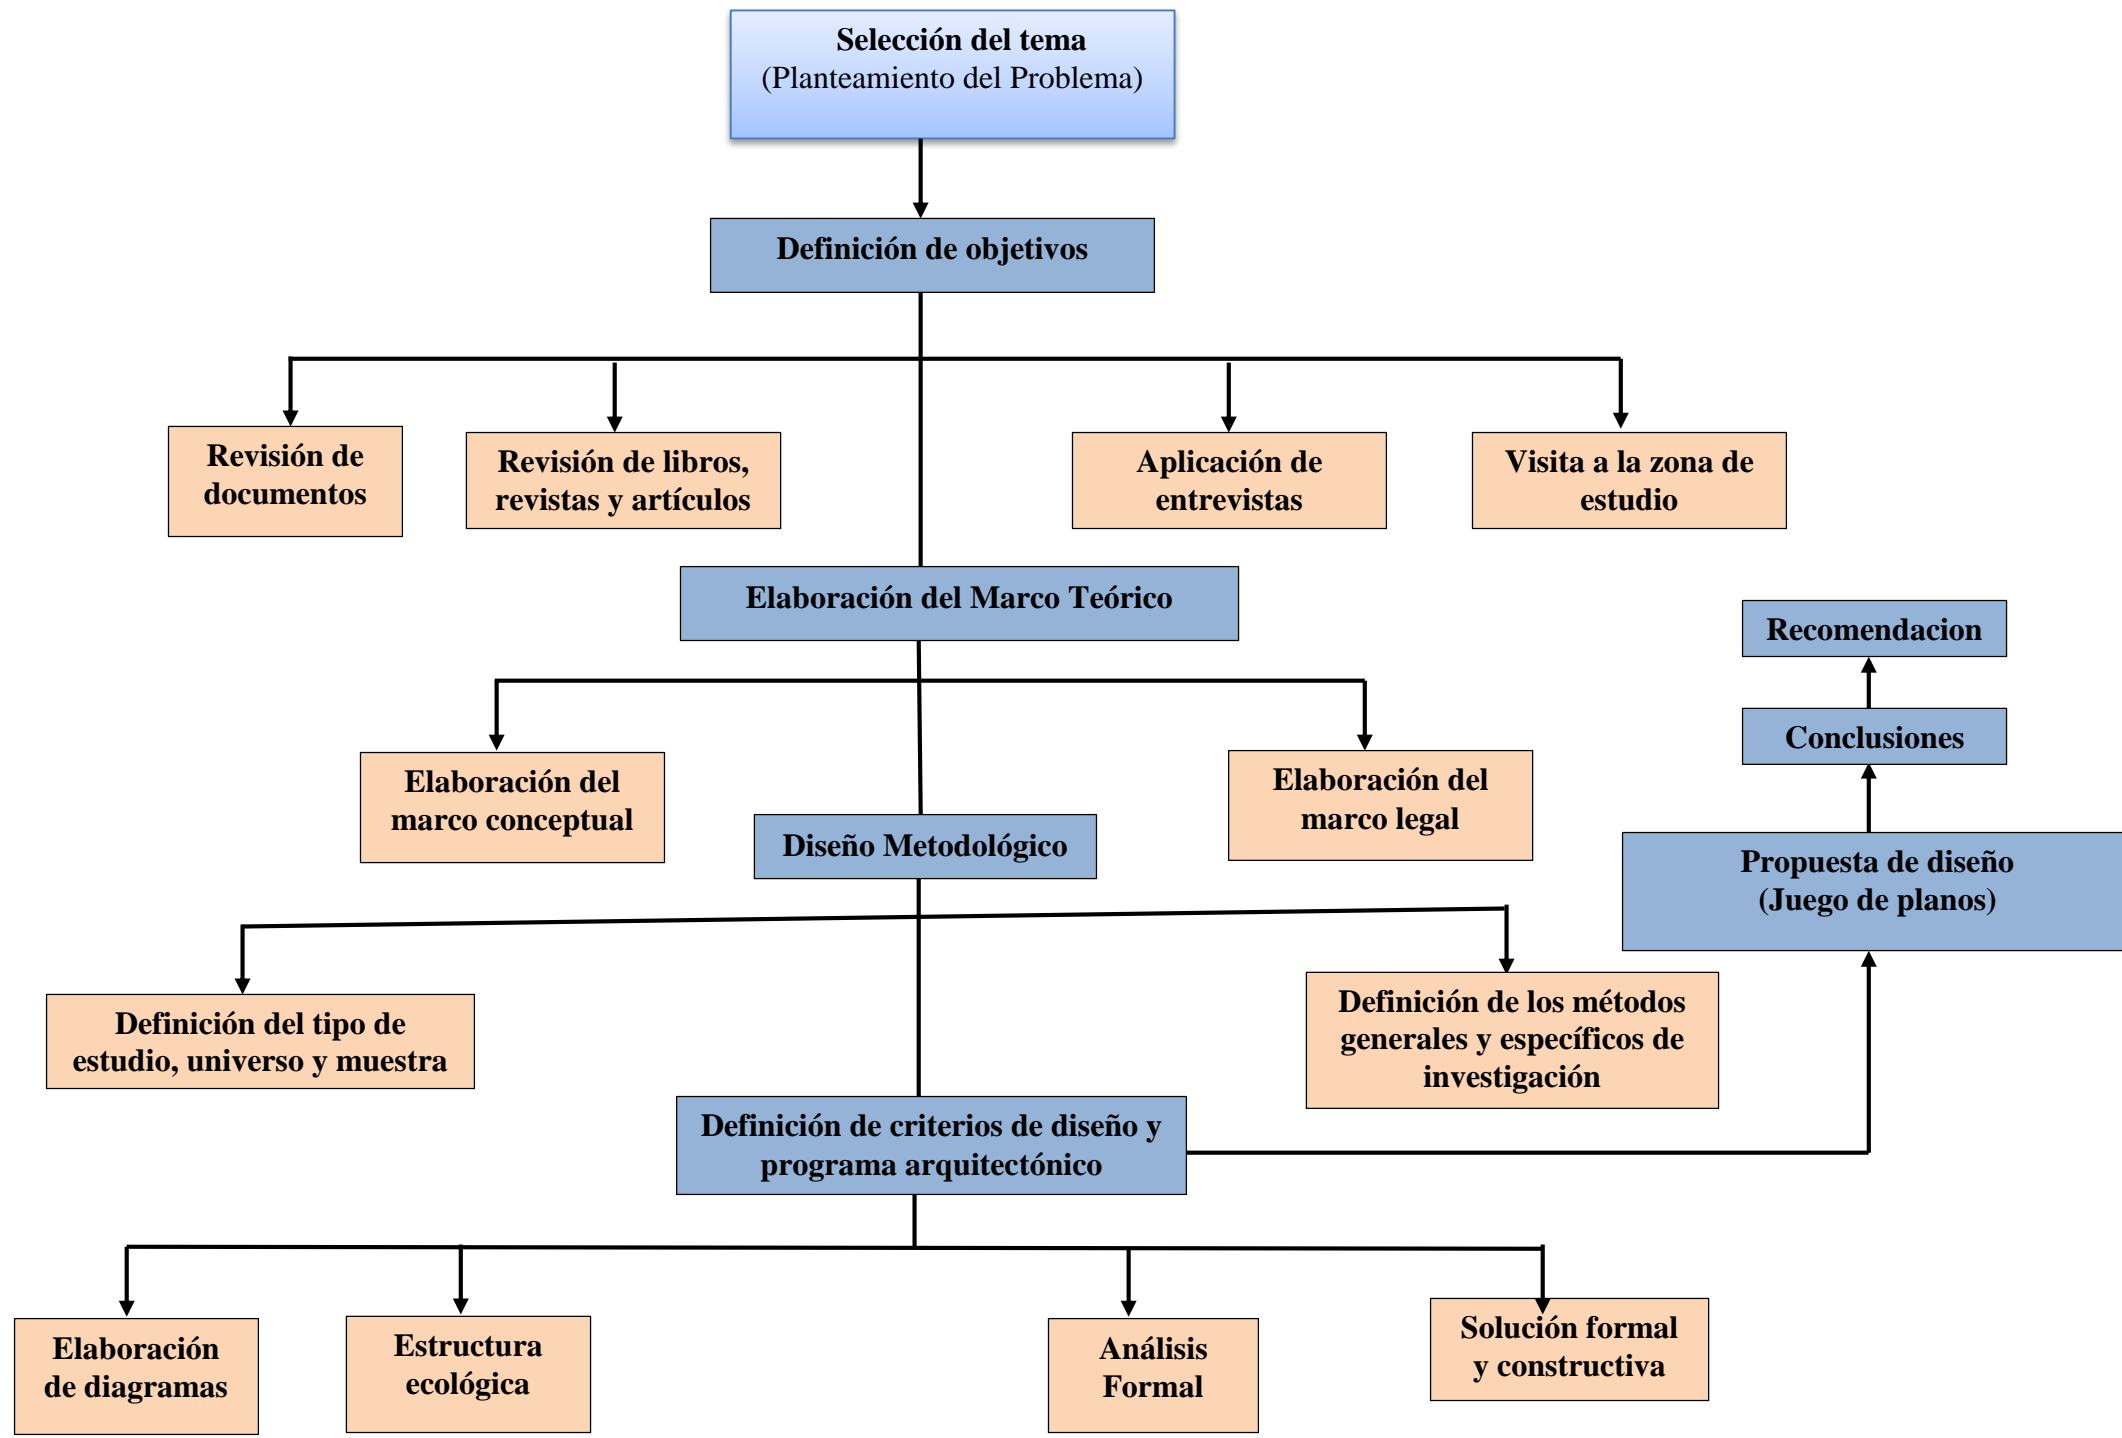 Selección del tema
(Planteamiento del Problema)
Definición de objetivos
Revisión de
documentos
Revisión de libros,
revistas y artículos
Aplicación de
entrevistas
Visita a la zona de
estudio
Elaboración del Marco Teórico
Recomendacion
Conclusiones
Elaboración del
marco conceptual
Elaboración del
marco legal
Diseño Metodológico
Propuesta de diseño
(Juego de planos)
Definición del tipo de
estudio, universo y muestra
Definición de los métodos
generales y específicos de
investigación
Definición de criterios de diseño y
programa arquitectónico
Elaboración
de diagramas
Estructura
ecológica
Análisis
Formal
Solución formal
y constructiva